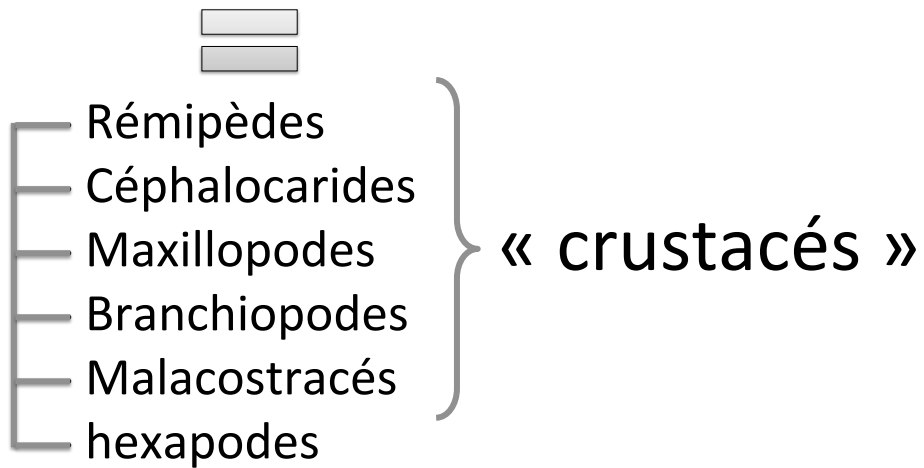 Rémipèdes
Céphalocarides
Maxillopodes
Branchiopodes
Malacostracés
hexapodes
« crustacés »